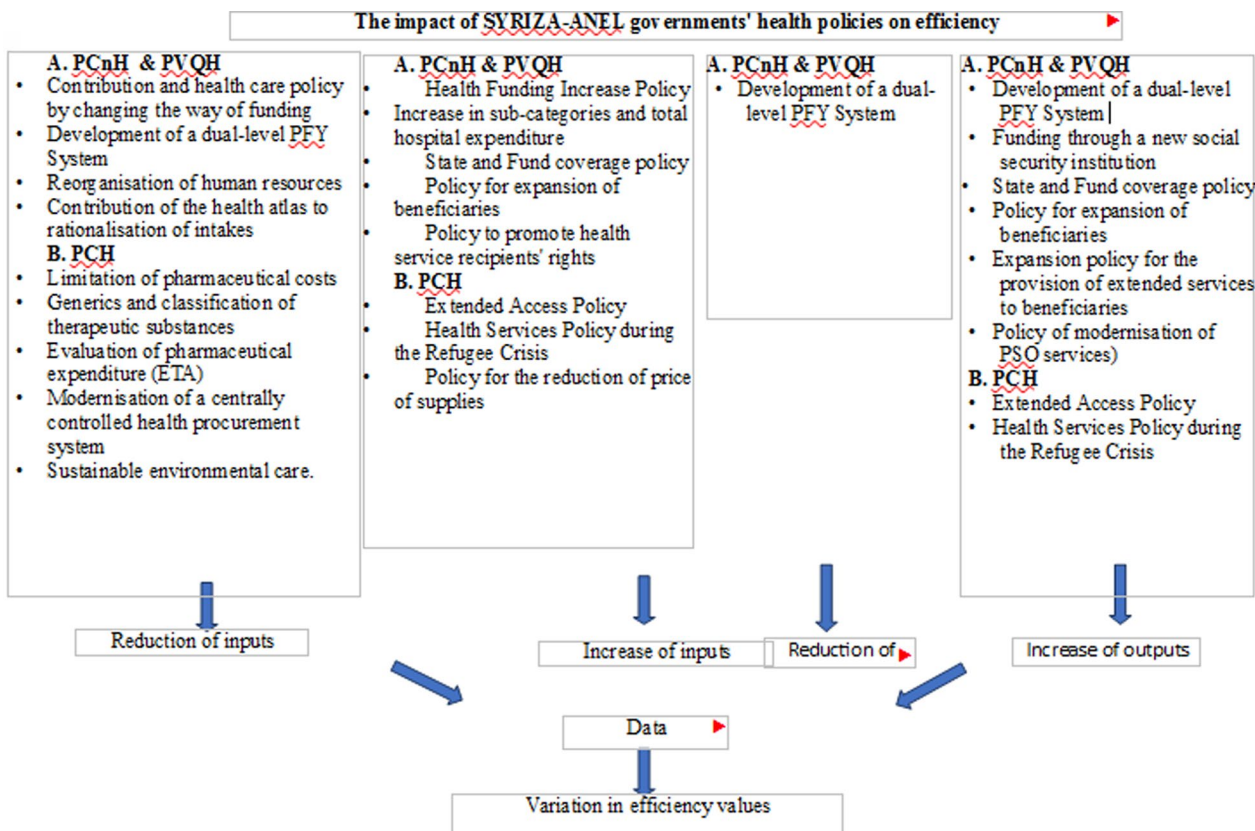 The impact of SYRIZA-ANEL governments' health policies on efficiency
A. PCnH & PVQH
• Contribution and health care policy
by changing the way of funding
• Development of a dual-level PFY
System
• Reorganisation of human resources
• Contribution of the health atlas to
rationalisation of intakes
B. PCH
• Limitation of pharmaceutical costs
• Generics and classification of
therapeutic substances
• Evaluation of pharmaceutical
expenditure (ETA)
• Modernisation of a centrally
controlled health procurement
system
• Sustainable environmental care.
A. PCnH & PVQH
• Health Funding Increase Policy
• Increase in sub-categories and total
hospital expenditure
• State and Fund coverage policy
• Policy for expansion of
beneficiaries
• Policy to promote health
service recipients' rights
B. PCH
• Extended Access Policy
• Health Services Policy during
the Refugee Crisis
• Policy for the reduction of price
of supplies
A. PCnH & PVQH
• Development of a dual-
level PFY System
A. PCnH & PVQH
• Development of a dual-level
PFY System
• Funding through a new social
security institution
• State and Fund coverage policy
• Policy for expansion of
beneficiaries
• Expansion policy for the
provision of extended services
to beneficiaries
• Policy of modernisation of
PSO services)
B. PCH
• Extended Access Policy
• Health Services Policy during
the Refugee Crisis
Reduction of inputs
Increase of inputs
Reduction of
Increase of outputs
Data
Variation in efficiency values